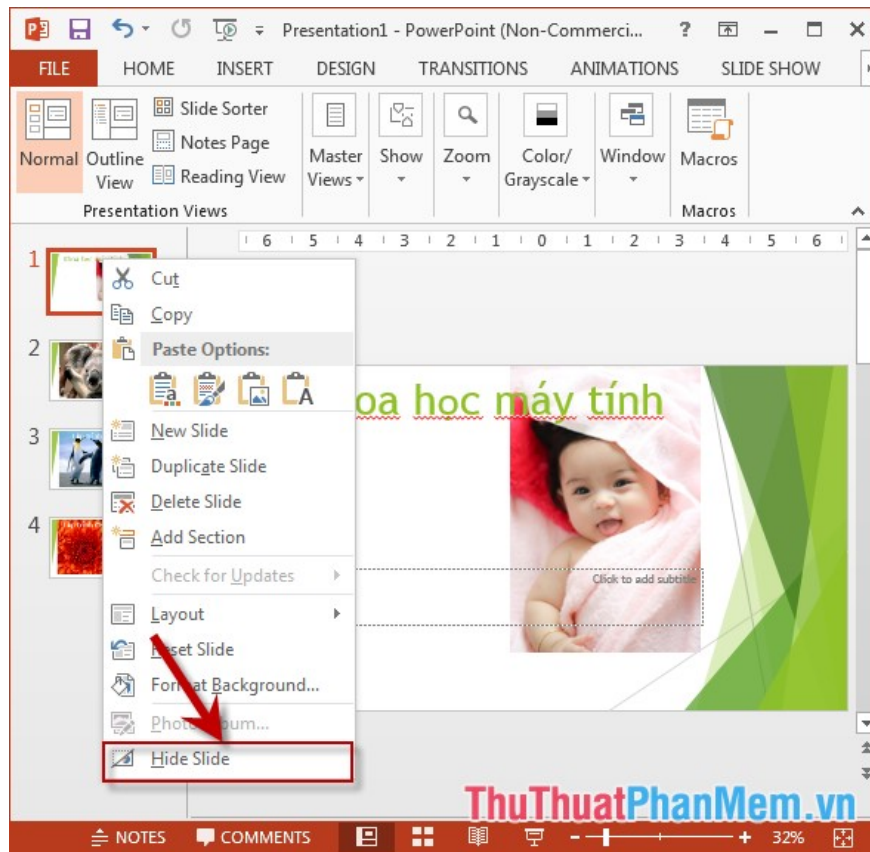 Presentation1 - PowerPoint (Non-Commerci... ?
FILE HOME INSERT DESIGN TRANSITIONS ANIMATIONS SLIDE SHOW
Normal
Outline View
Slide Sorter
Notes Page
Reading View
Master Views
Show
Zoom
Color/ Grayscale
Window
Macros
Presentation Views
Macros
6 5 4 3 2 1 0 1 2 3 4 5 6
1
2
3
4
Cut
Copy
Paste Options:
New Slide
Duplicate Slide
Delete Slide
Add Section
Check for Updates
Layout
Reset Slide
Format Background...
Photo Album...
Hide Slide
oa học máy tính
Click to add subtitle
ThuThuatPhanMem.vn
NOTES COMMENTS 32%